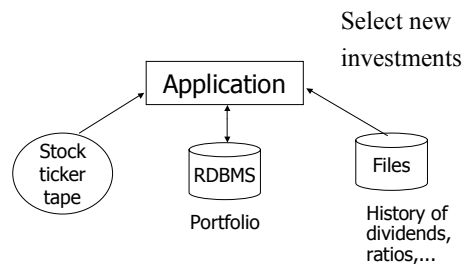 Select new
investments
Application
Stock
ticker
tape
RDBMS
Portfolio
Files
History of
dividends,
ratios,...